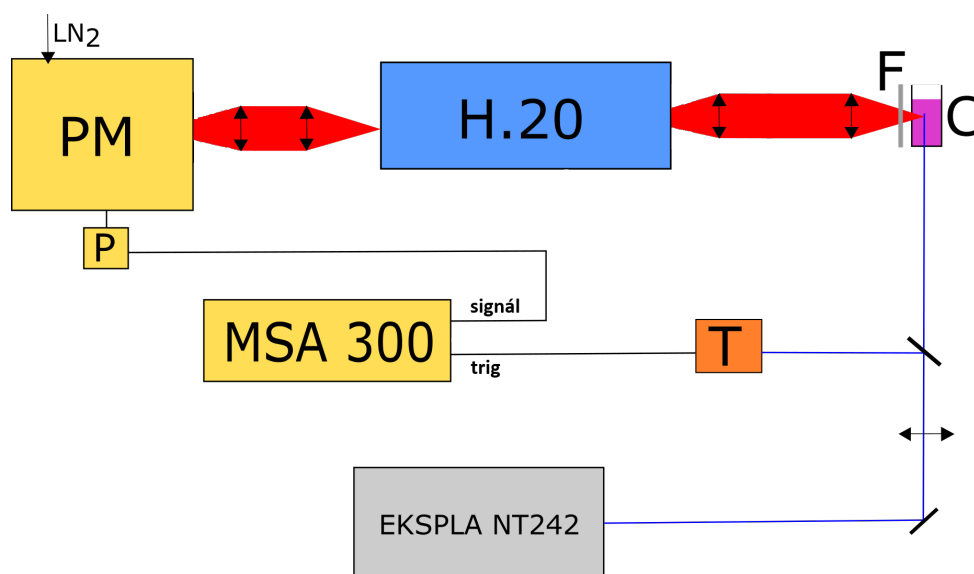 LN2
PM
H.20
F
C
P
signál
MSA 300
T
trig
EKSPLA NT242